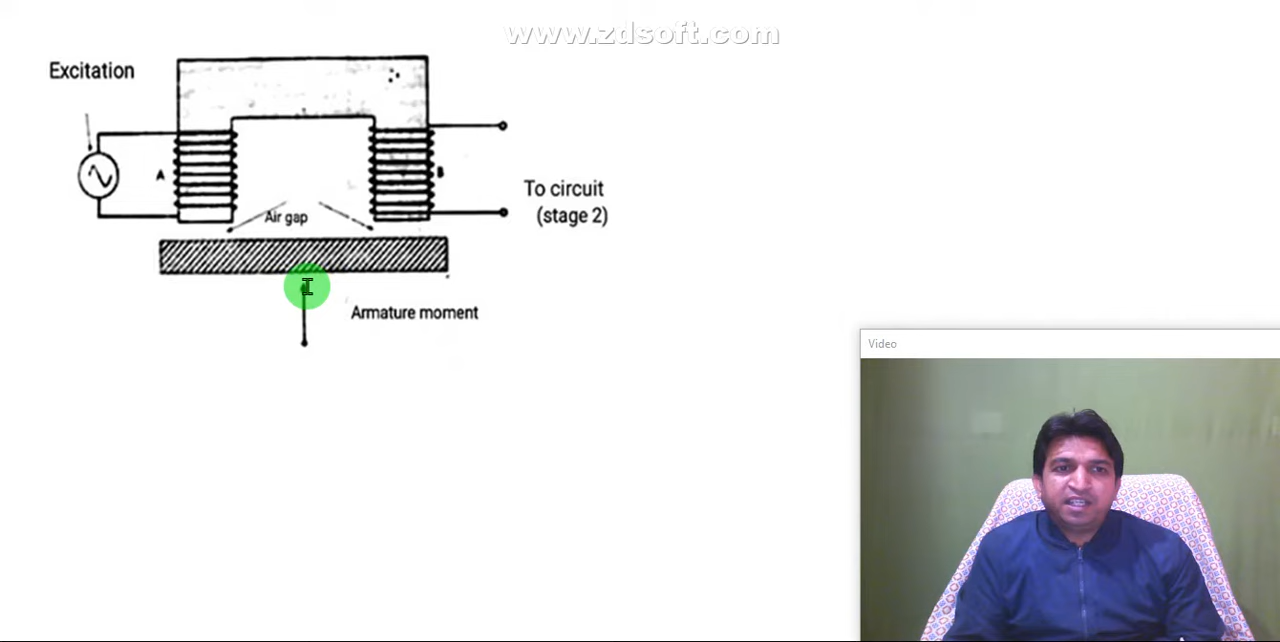 www.zdsoft.com
Excitation
A
B
To circuit
(stage 2)
Air gap
Armature moment
Video